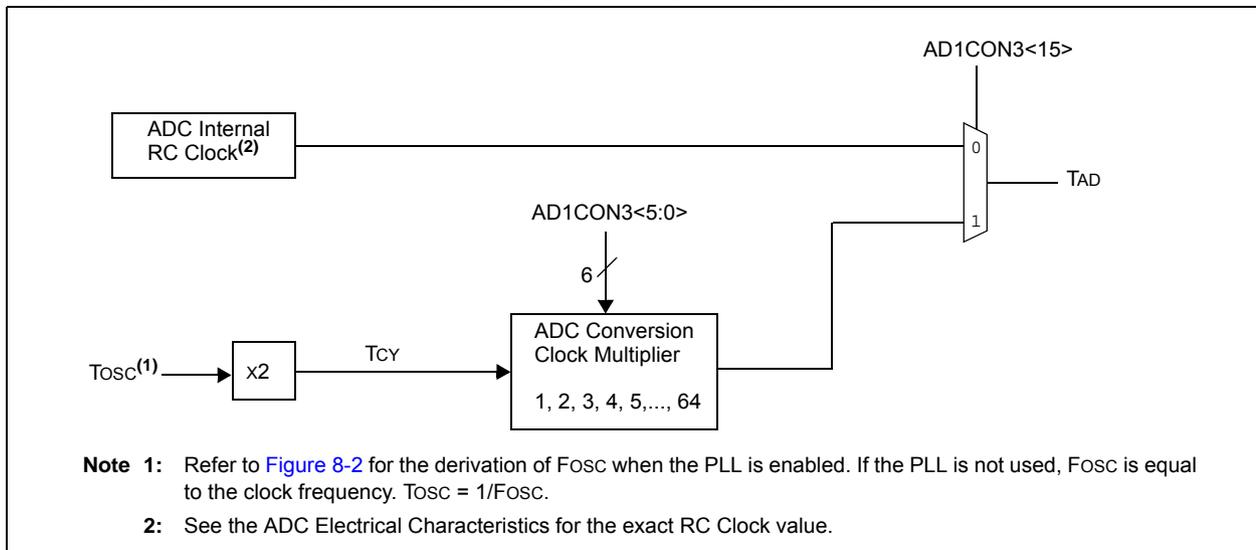 AD1CON3<15>
ADC Internal
RC Clock(2)
0
TAD
AD1CON3<5:0>
1
6
ADC Conversion
Clock Multiplier
TOSC(1)
X2
TCY
1, 2, 3, 4, 5,..., 64
Note 1: Refer to Figure 8-2 for the derivation of FOSC when the PLL is enabled. If the PLL is not used, FOSC is equal
to the clock frequency. TOSC = 1/FOSC.
2: See the ADC Electrical Characteristics for the exact RC Clock value.